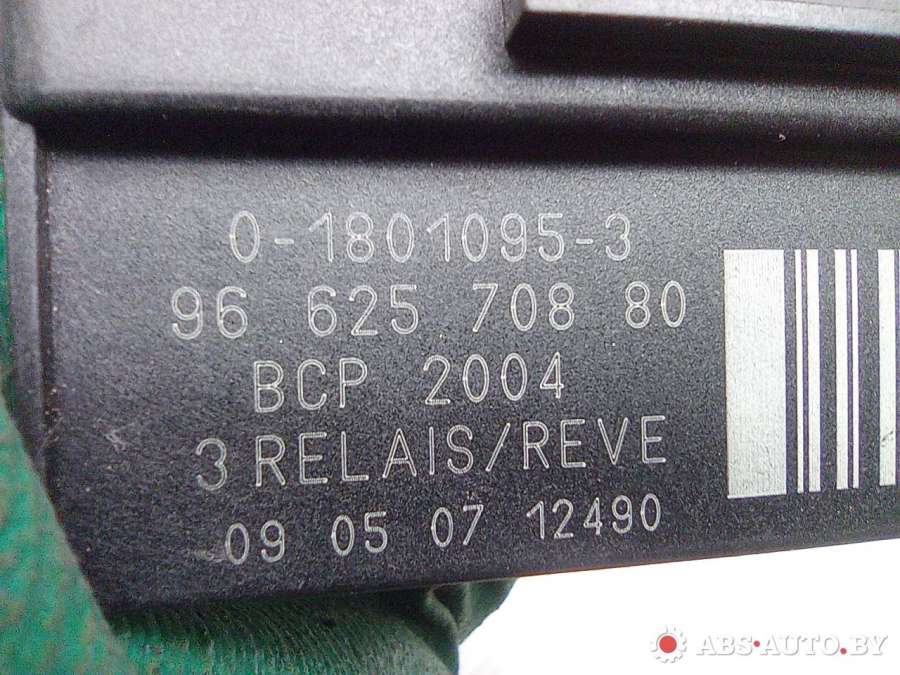 0-1801095-3
96 625 708 80
BCP 2004
3 RELAIS/REVE
09 05 07 12490
ABS-AUTO.BY